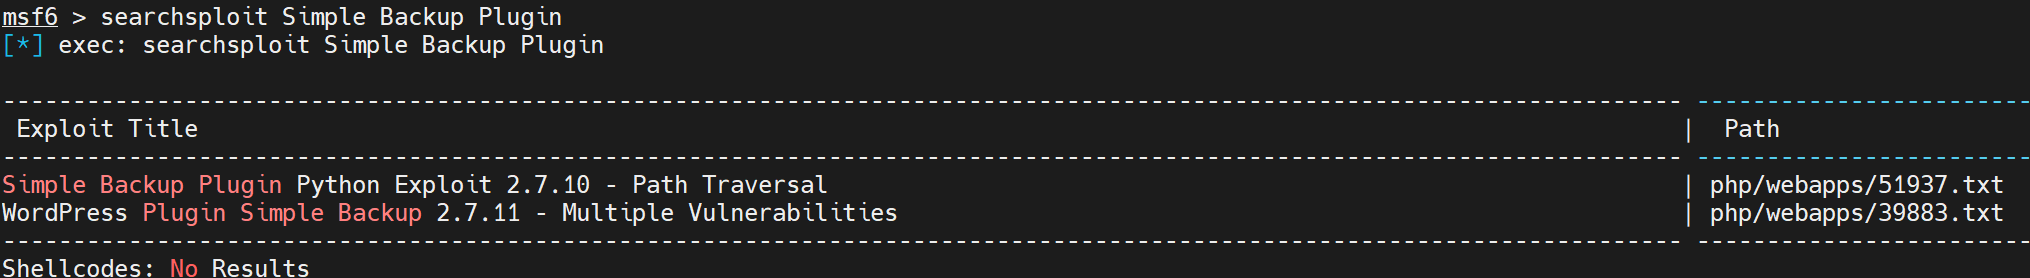 msf6 > searchsploit Simple Backup Plugin
[*] exec: searchsploit Simple Backup Plugin
------------------------------------------------------------------------------------------------------------------------ ------------------------
 Exploit Title | Path
------------------------------------------------------------------------------------------------------------------------ ------------------------
Simple Backup Plugin Python Exploit 2.7.10 - Path Traversal | php/webapps/51937.txt
WordPress Plugin Simple Backup 2.7.11 - Multiple Vulnerabilities | php/webapps/39883.txt
------------------------------------------------------------------------------------------------------------------------ ------------------------
Shellcodes: No Results